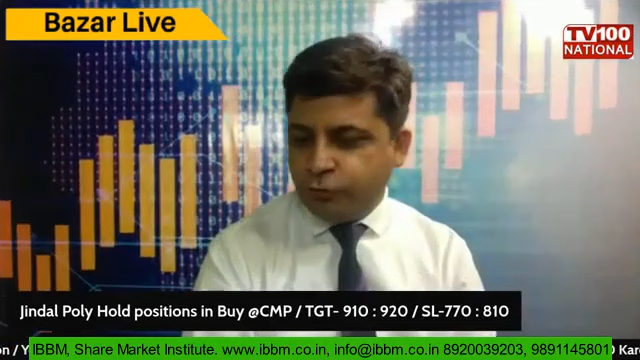 Bazar Live
TV100
NATIONAL
Jindal Poly Hold positions in Buy @CMP / TGT- 910 : 920 / SL-770 : 810
IBBM, Share Market Institute. www.ibbm.co.in, info@ibbm.co.in 8920039203, 9891145801